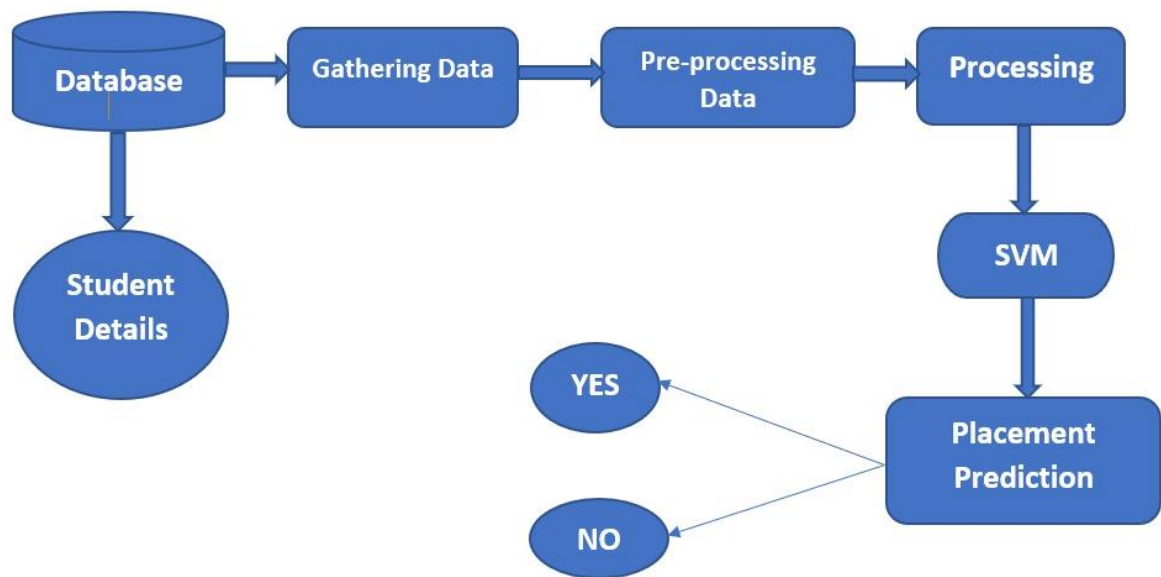 Database
Gathering Data
Pre-processing
Data
Processing
SVM
Student
Details
YES
Placement
Prediction
NO